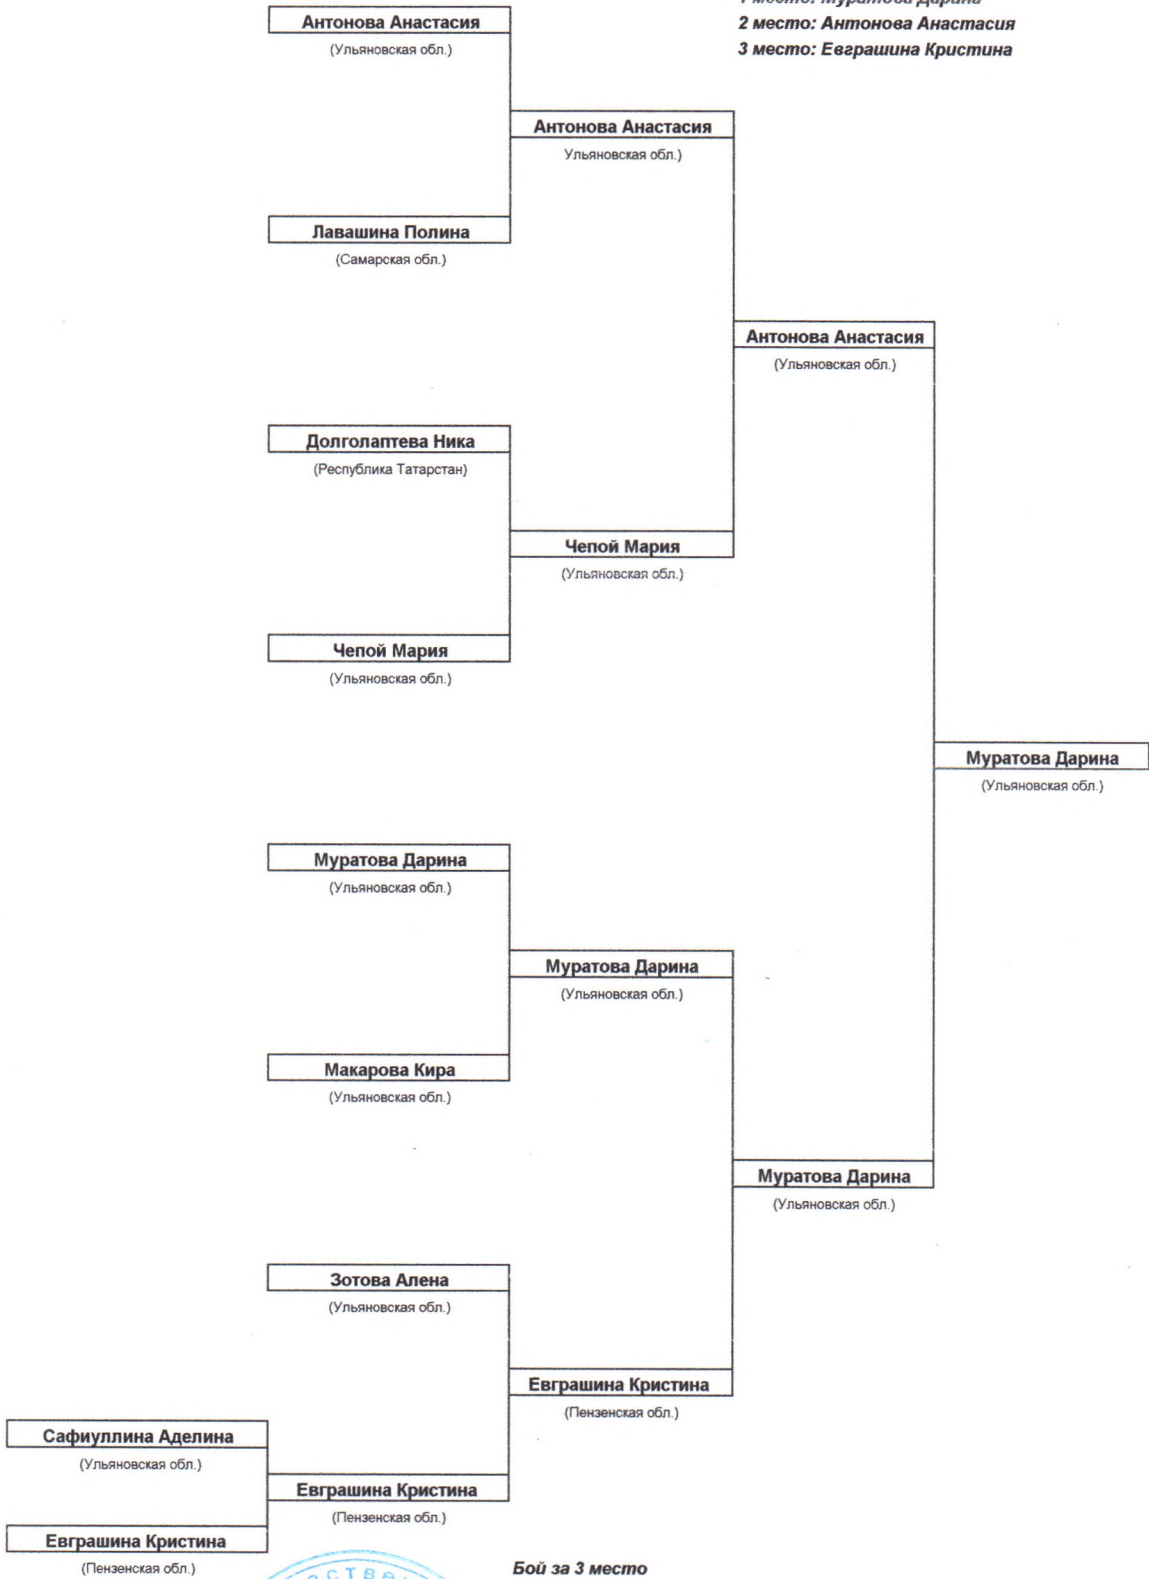 1 место: Муратова Дарина
Антонова Анастасия
2 место: Антонова Анастасия
(Ульяновская обл.)
3 место: Евграшина Кристина
Антонова Анастасия
Ульяновская обл.)
Лавашина Полина
(Самарская обл.)
Антонова Анастасия
(Ульяновская обл.)
Долголаптева Ника
(Республика Татарстан)
Чепой Мария
(Ульяновская обл.)
Чепой Мария
(Ульяновская обл.)
Муратова Дарина
(Ульяновская обл.)
Муратова Дарина
(Ульяновская обл.)
Муратова Дарина
(Ульяновская обл.)
Макарова Кира
(Ульяновская обл.)
Муратова Дарина
(Ульяновская обл.)
Зотова Алена
(Ульяновская обл.)
Евграшина Кристина
(Пензенская обл.)
Сафиуллина Аделина
(Ульяновская обл.)
Евграшина Кристина
(Пензенская обл.)
Евграшина Кристина
(Пензенская обл.)
Бой за 3 место